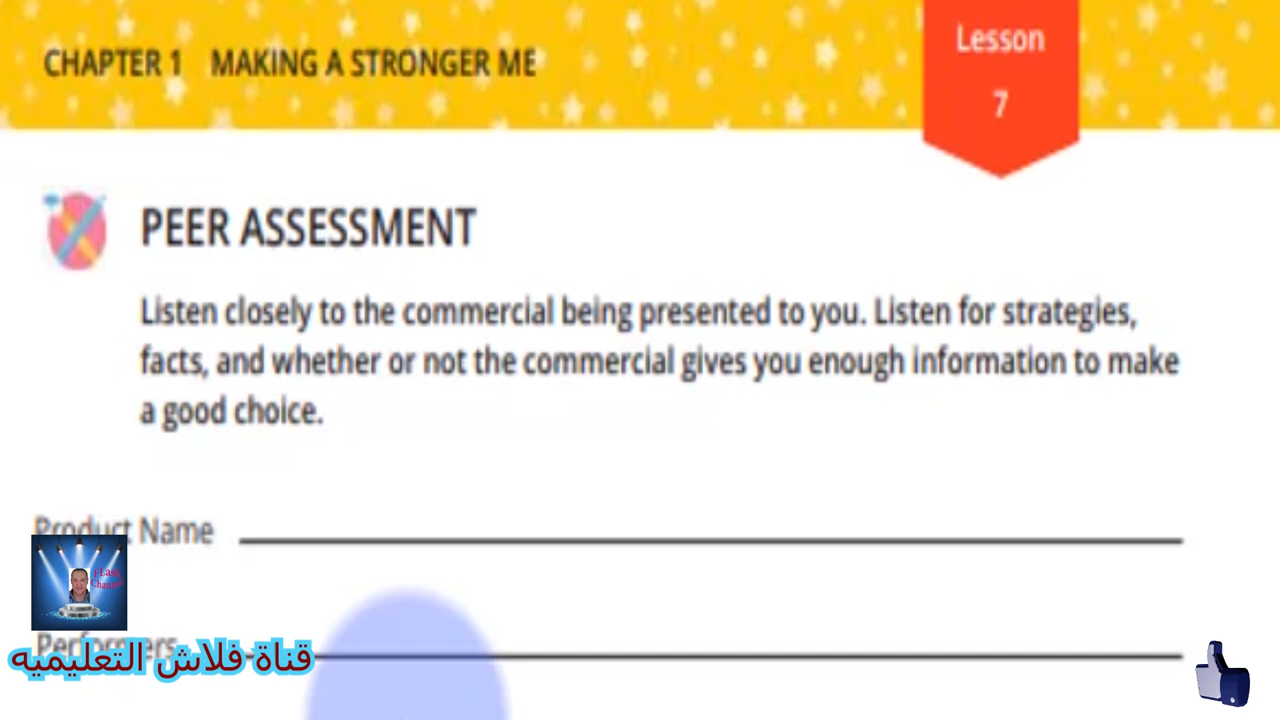 CHAPTER 1 MAKING A STRONGER ME
Lesson
7
PEER ASSESSMENT
Listen closely to the commercial being presented to you. Listen for strategies,
facts, and whether or not the commercial gives you enough information to make
a good choice.
Product Name
Performers
قناة فلاش التعليميه